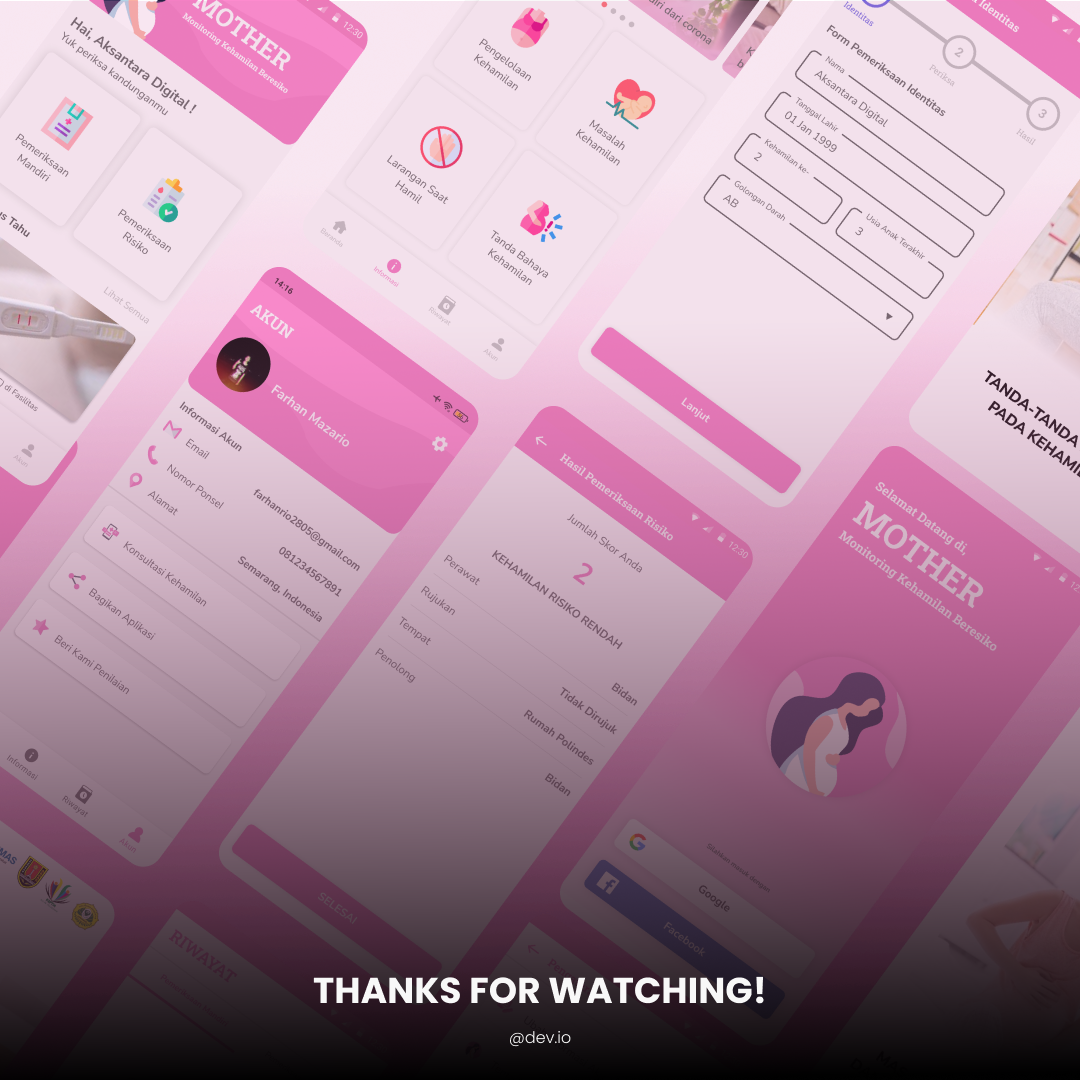 12:30
MOTHER
Monitoring Kehamilan Beresiko
Hai, Aksantara Digital !
Yuk periksa kandunganmu
Pemeriksaan
Mandiri
Pemeriksaan
Risiko
Tahu
Lihat Semua
di Fasilitas
Akun
Pengelolaan
Kehamilan
Masalah
Kehamilan
Larangan Saat
Hamil
Tanda Bahaya
Kehamilan
Beranda
Informasi
Riwayat
Akun
dari corona
Identitas
Identitas
2
Periksa
3
Hasil
Form Pemeriksaan Identitas
Nama
Aksantara Digital
Tanggal Lahir
01 Jan 1999
Kehamilan ke-
2
Usia Anak Terakhir
3
Golongan Darah
AB
Lanjut
TANDA-TANDA
PADA
14:16
AKUN
Farhan Mazario
Informasi Akun
Email
farhanrio2805@gmail.com
Nomor Ponsel
081234567891
Alamat
Semarang, Indonesia
Konsultasi Kehamilan
Bagikan Aplikasi
Beri Kami Penilaian
Informasi
Riwayat
Akun
12:30
Hasil Pemeriksaan Risiko
Jumlah Skor Anda
2
KEHAMILAN RISIKO RENDAH
Perawat
Bidan
Rujukan
Tidak Dirujuk
Tempat
Rumah Polindes
Penolong
Bidan
SELESAI
Selamat Datang di,
MOTHER
Monitoring Kehamilan Beresiko
Silahkan masuk dengan
Google
Facebook
RIWAYAT
THANKS FOR WATCHING!
@dev.io